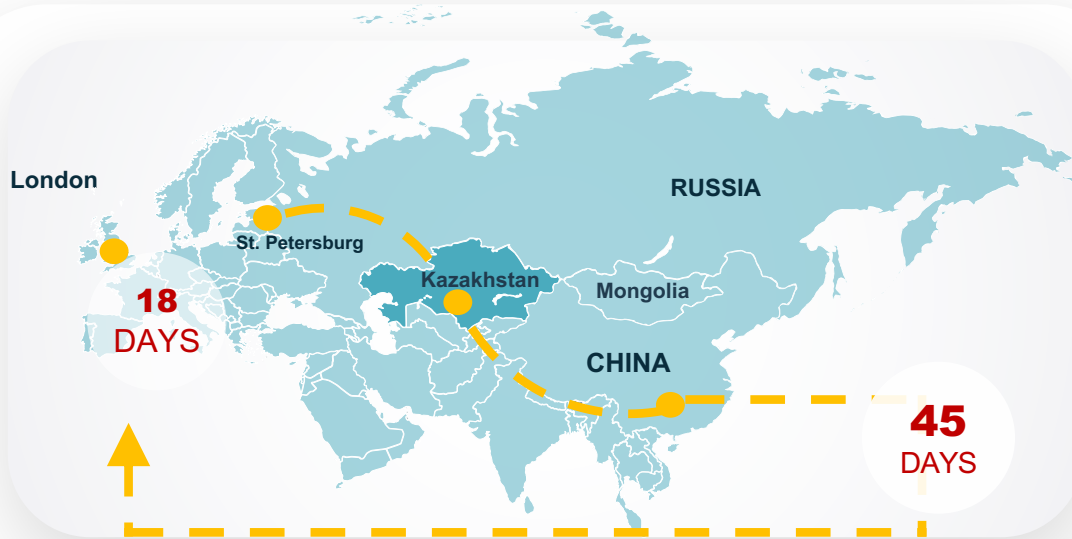 London
RUSSIA
St. Petersburg
Kazakhstan
Mongolia
18
DAYS
CHINA
45
DAYS